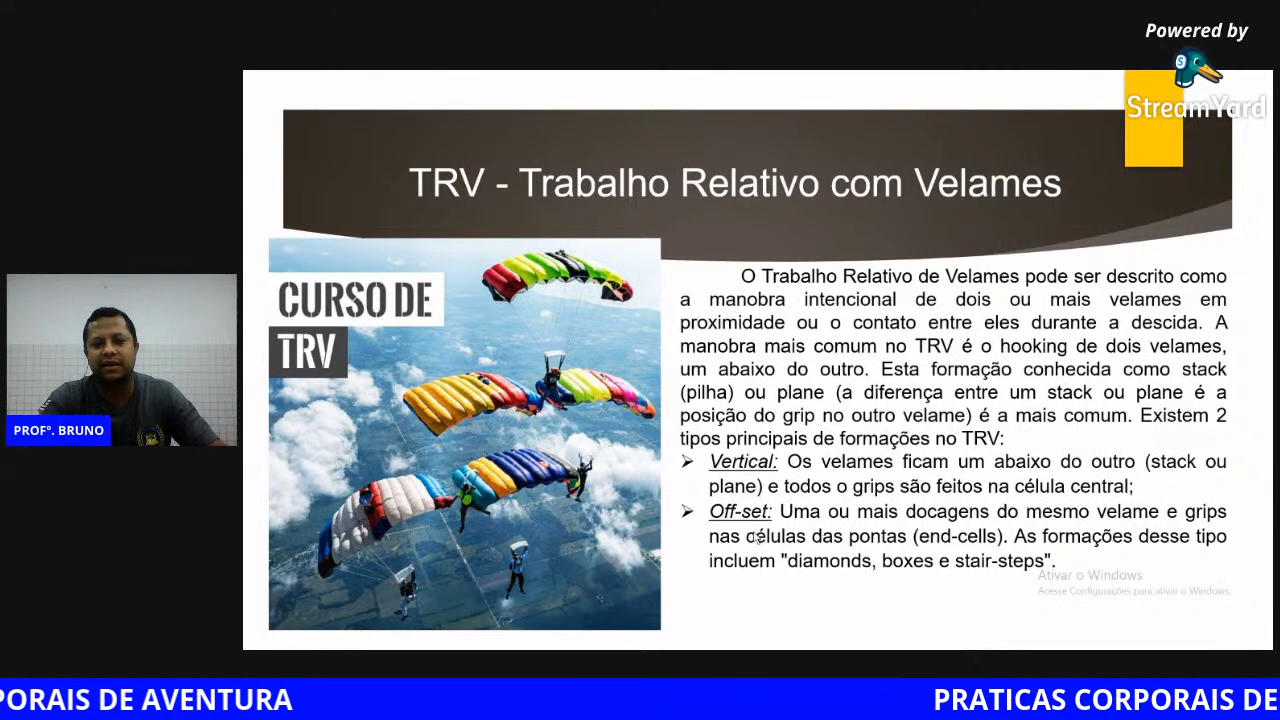 Powered by
StreamYard
TRV - Trabalho Relativo com Velames
CURSO DE
TRV
O Trabalho Relativo de Velames pode ser descrito como
a manobra intencional de dois ou mais velames em
proximidade ou o contato entre eles durante a descida. A
manobra mais comum no TRV é o hooking de dois velames,
um abaixo do outro. Esta formação conhecida como stack
(pilha) ou plane (a diferença entre um stack ou plane é a
posição do grip no outro velame) é a mais comum. Existem 2
tipos principais de formações no TRV:
Vertical: Os velames ficam um abaixo do outro (stack ou
plane) e todos o grips são feitos na célula central;
Off-set: Uma ou mais docagens do mesmo velame e grips
nas células das pontas (end-cells). As formações desse tipo
incluem "diamonds, boxes e stair-steps".
Ativar o Windows
Acesse Configurações para ativar o Windows.
PROFº. BRUNO
PORAIS DE AVENTURA
PRATICAS CORPORAIS DE